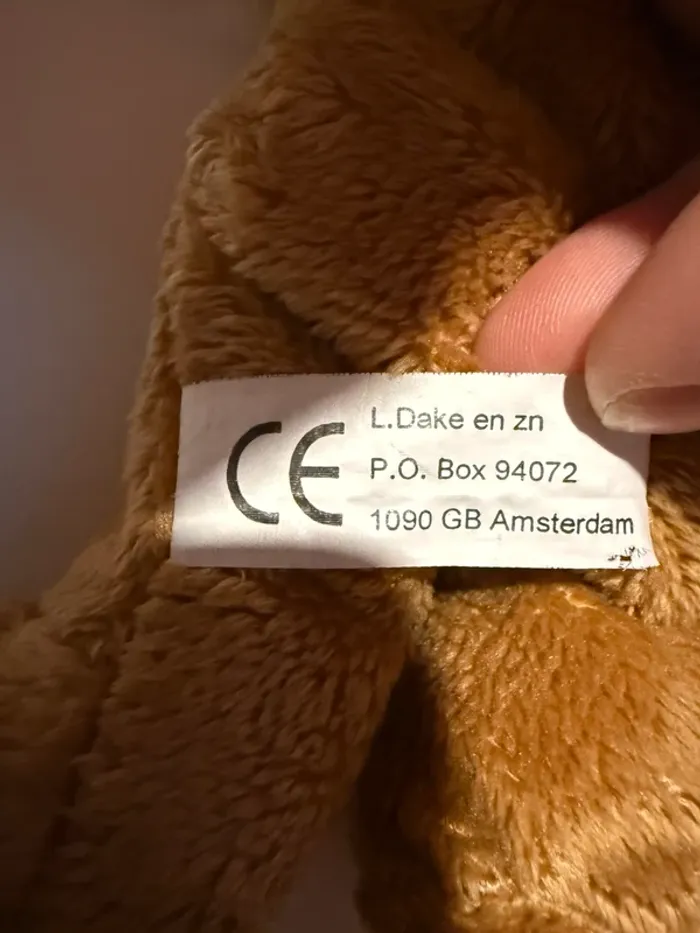 CE
L.Dake en zn
P.O. Box 94072
1090 GB Amsterdam